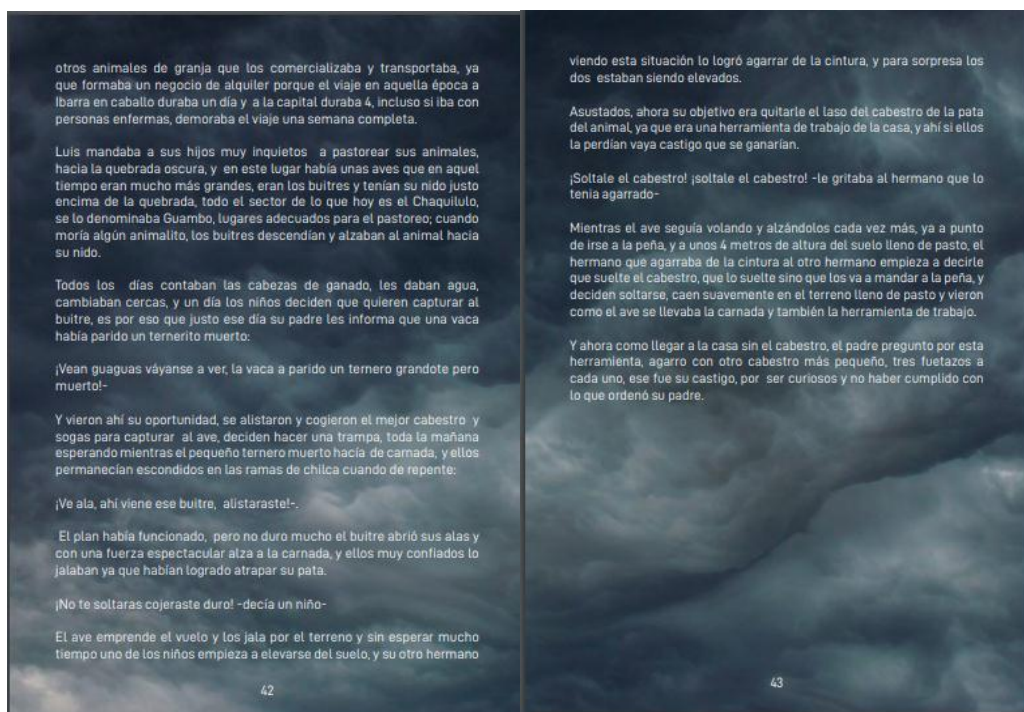 otros animales de granja que los comercializaba y transportaba, ya
que formaba un negocio de alquiler porque el viaje en aquella época a
Ibarra en caballo duraba un día y a la capital duraba 4, incluso si iba con
personas enfermas, demoraba el viaje una semana completa.
Luis mandaba a sus hijos muy inquietos a pastorear sus animales,
hacia la quebrada oscura, y en este lugar había unas aves que en aquel
tiempo eran mucho más grandes, eran los buitres y tenían su nido justo
encima de la quebrada, todo el sector de lo que hoy es el Chaquilulo,
se lo denominaba Guambo, lugares adecuados para el pastoreo; cuando
moría algún animalito, los buitres descendían y alzaban al animal hacia
su nido.
Todos los días contaban las cabezas de ganado, les daban agua,
cambiaban cercas, y un día los niños deciden que quieren capturar al
buitre, es por eso que justo ese día su padre les informa que una vaca
había parido un ternerito muerto:
¡Vean guaguas váyanse a ver, la vaca a parido un ternero grandote pero
muerto!-
Y vieron ahí su oportunidad, se alistaron y cogieron el mejor cabestro y
sogas para capturar al ave, deciden hacer una trampa, toda la mañana
esperando mientras el pequeño ternero muerto hacía de carnada, y ellos
permanecían escondidos en las ramas de chilca cuando de repente:
¡Ve ala, ahí viene ese buitre, alistaraste!-.
El plan había funcionado, pero no duro mucho el buitre abrió sus alas y
con una fuerza espectacular alza a la carnada, y ellos muy confiados lo
jalaban ya que habían logrado atrapar su pata.
¡No te soltaras cojeraste duro! -decía un niño-
El ave emprende el vuelo y los jala por el terreno y sin esperar mucho
tiempo uno de los niños empieza a elevarse del suelo, y su otro hermano
42
viendo esta situación lo logró agarrar de la cintura, y para sorpresa los
dos estaban siendo elevados.
Asustados, ahora su objetivo era quitarle el laso del cabestro de la pata
del animal, ya que era una herramienta de trabajo de la casa, y ahí si ellos
la perdían vaya castigo que se ganarían.
¡Soltale el cabestro! ¡soltale el cabestro! -le gritaba al hermano que lo
tenia agarrado-
Mientras el ave seguía volando y alzándolos cada vez más, ya a punto
de irse a la peña, y a unos 4 metros de altura del suelo lleno de pasto, el
hermano que agarraba de la cintura al otro hermano empieza a decirle
que suelte el cabestro, que lo suelte sino que los va a mandar a la peña, y
deciden soltarse, caen suavemente en el terreno lleno de pasto y vieron
como el ave se llevaba la carnada y también la herramienta de trabajo.
Y ahora como llegar a la casa sin el cabestro, el padre pregunto por esta
herramienta, agarro con otro cabestro más pequeño, tres fuetazos a
cada uno, ese fue su castigo, por ser curiosos y no haber cumplido con
lo que ordenó su padre.
43